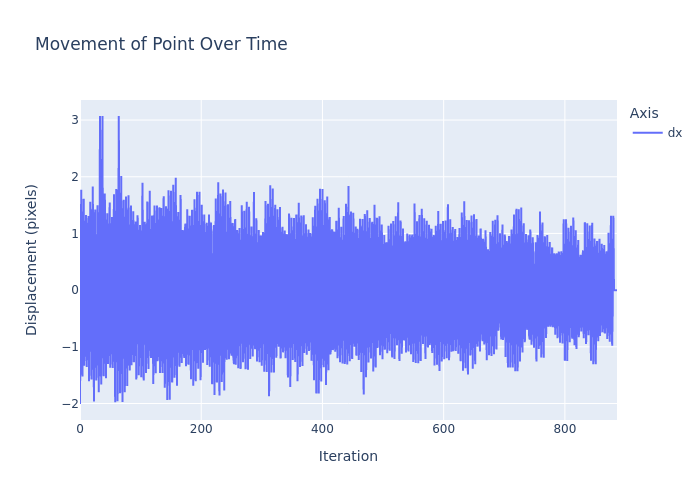 Movement of Point Over Time
Axis
dx
Displacement (pixels)
3
2
1
0
−1
−2
0
200
400
600
800
Iteration